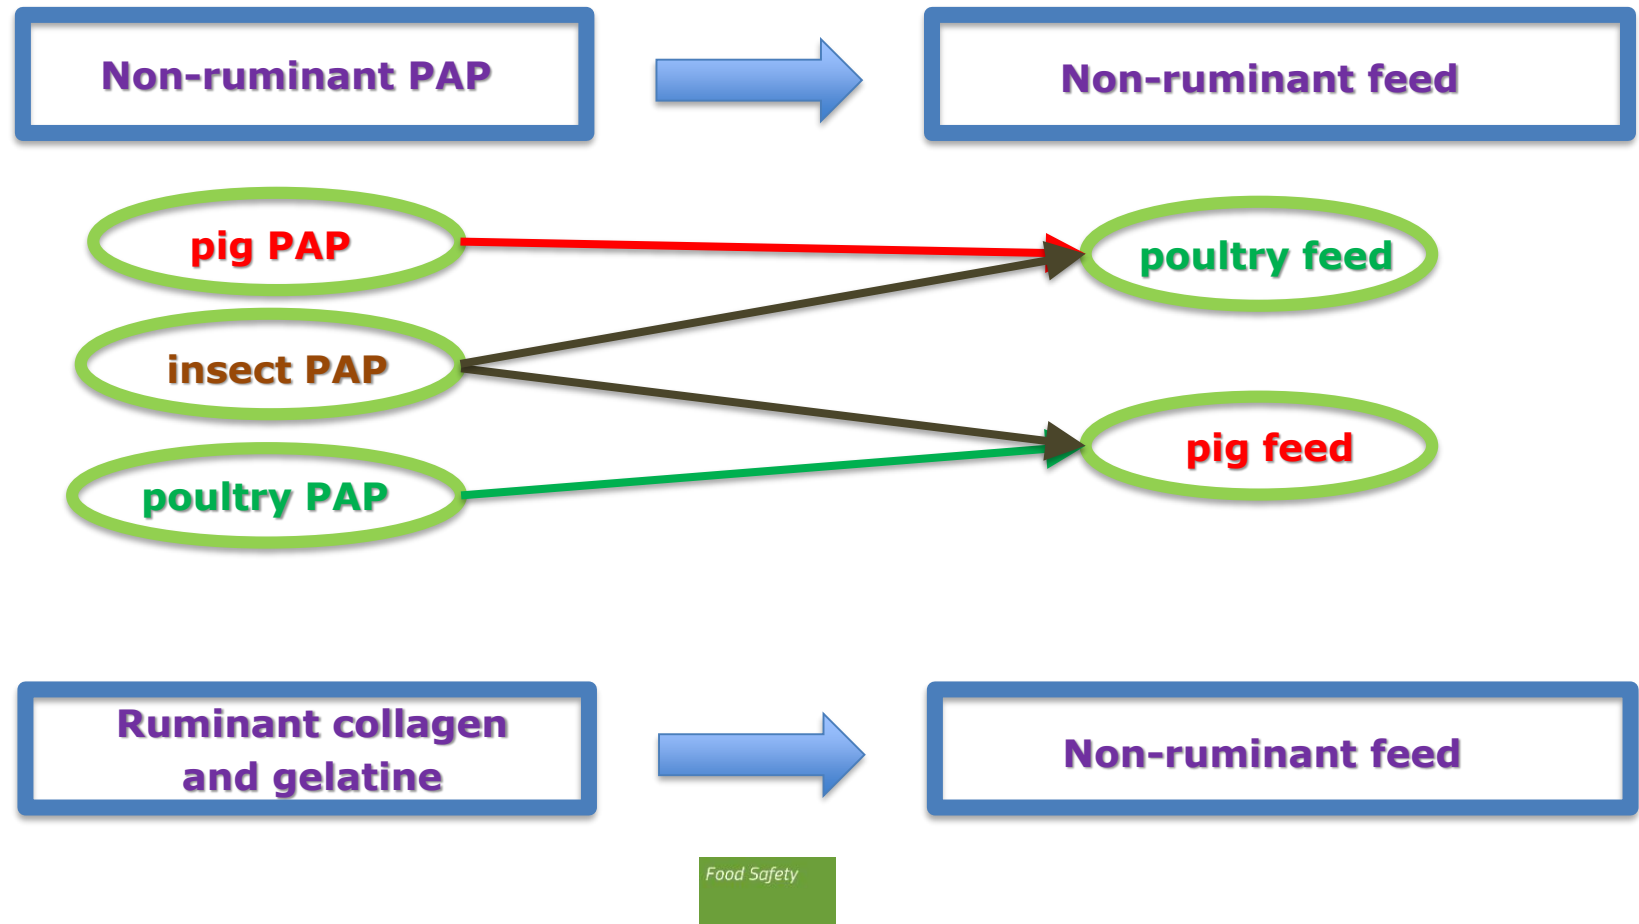 Non-ruminant PAP
Non-ruminant feed
pig PAP
poultry feed
insect PAP
pig feed
poultry PAP
Ruminant collagen
and gelatine
Non-ruminant feed
Food Safety